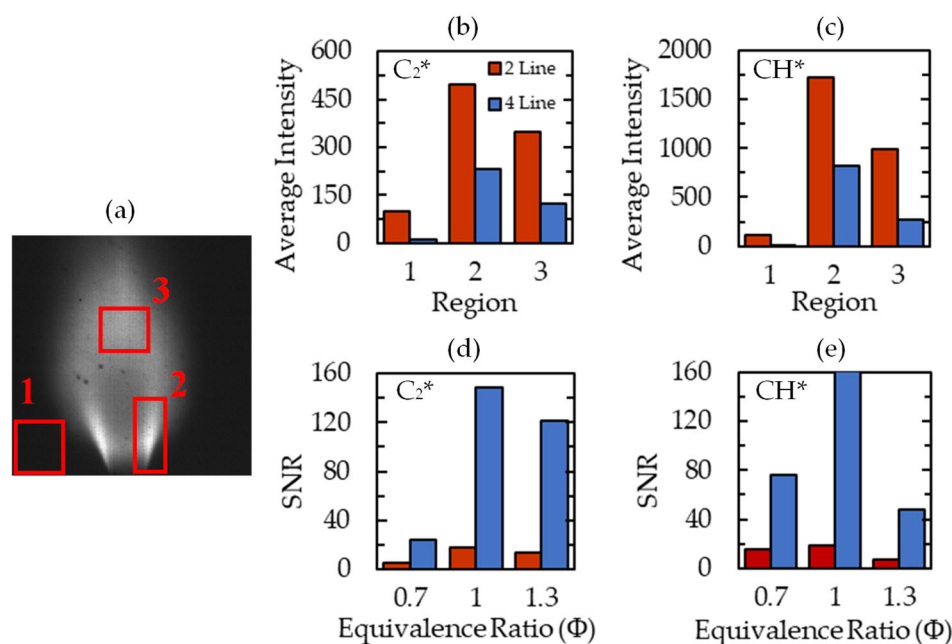 (a)
3
1
2
(b)
C₂*
2 Line
4 Line
Average Intensity
600
450
300
150
0
1 2 3
Region
(c)
CH*
Average Intensity
2000
1500
1000
500
0
1 2 3
Region
(d)
C₂*
SNR
160
120
80
40
0
0.7 1 1.3
Equivalence Ratio (Φ)
(e)
CH*
SNR
160
120
80
40
0
0.7 1 1.3
Equivalence Ratio (Φ)